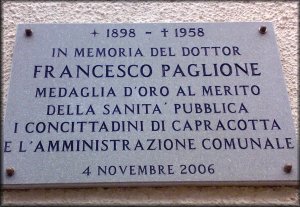 + 1898 - † 1958
IN MEMORIA DEL DOTTOR
FRANCESCO PAGLIONE
MEDAGLIA D'ORO AL MERITO
DELLA SANITA' PUBBLICA
I CONCITTADINI DI CAPRACOTTA
E L'AMMINISTRAZIONE COMUNALE
4 NOVEMBRE 2006